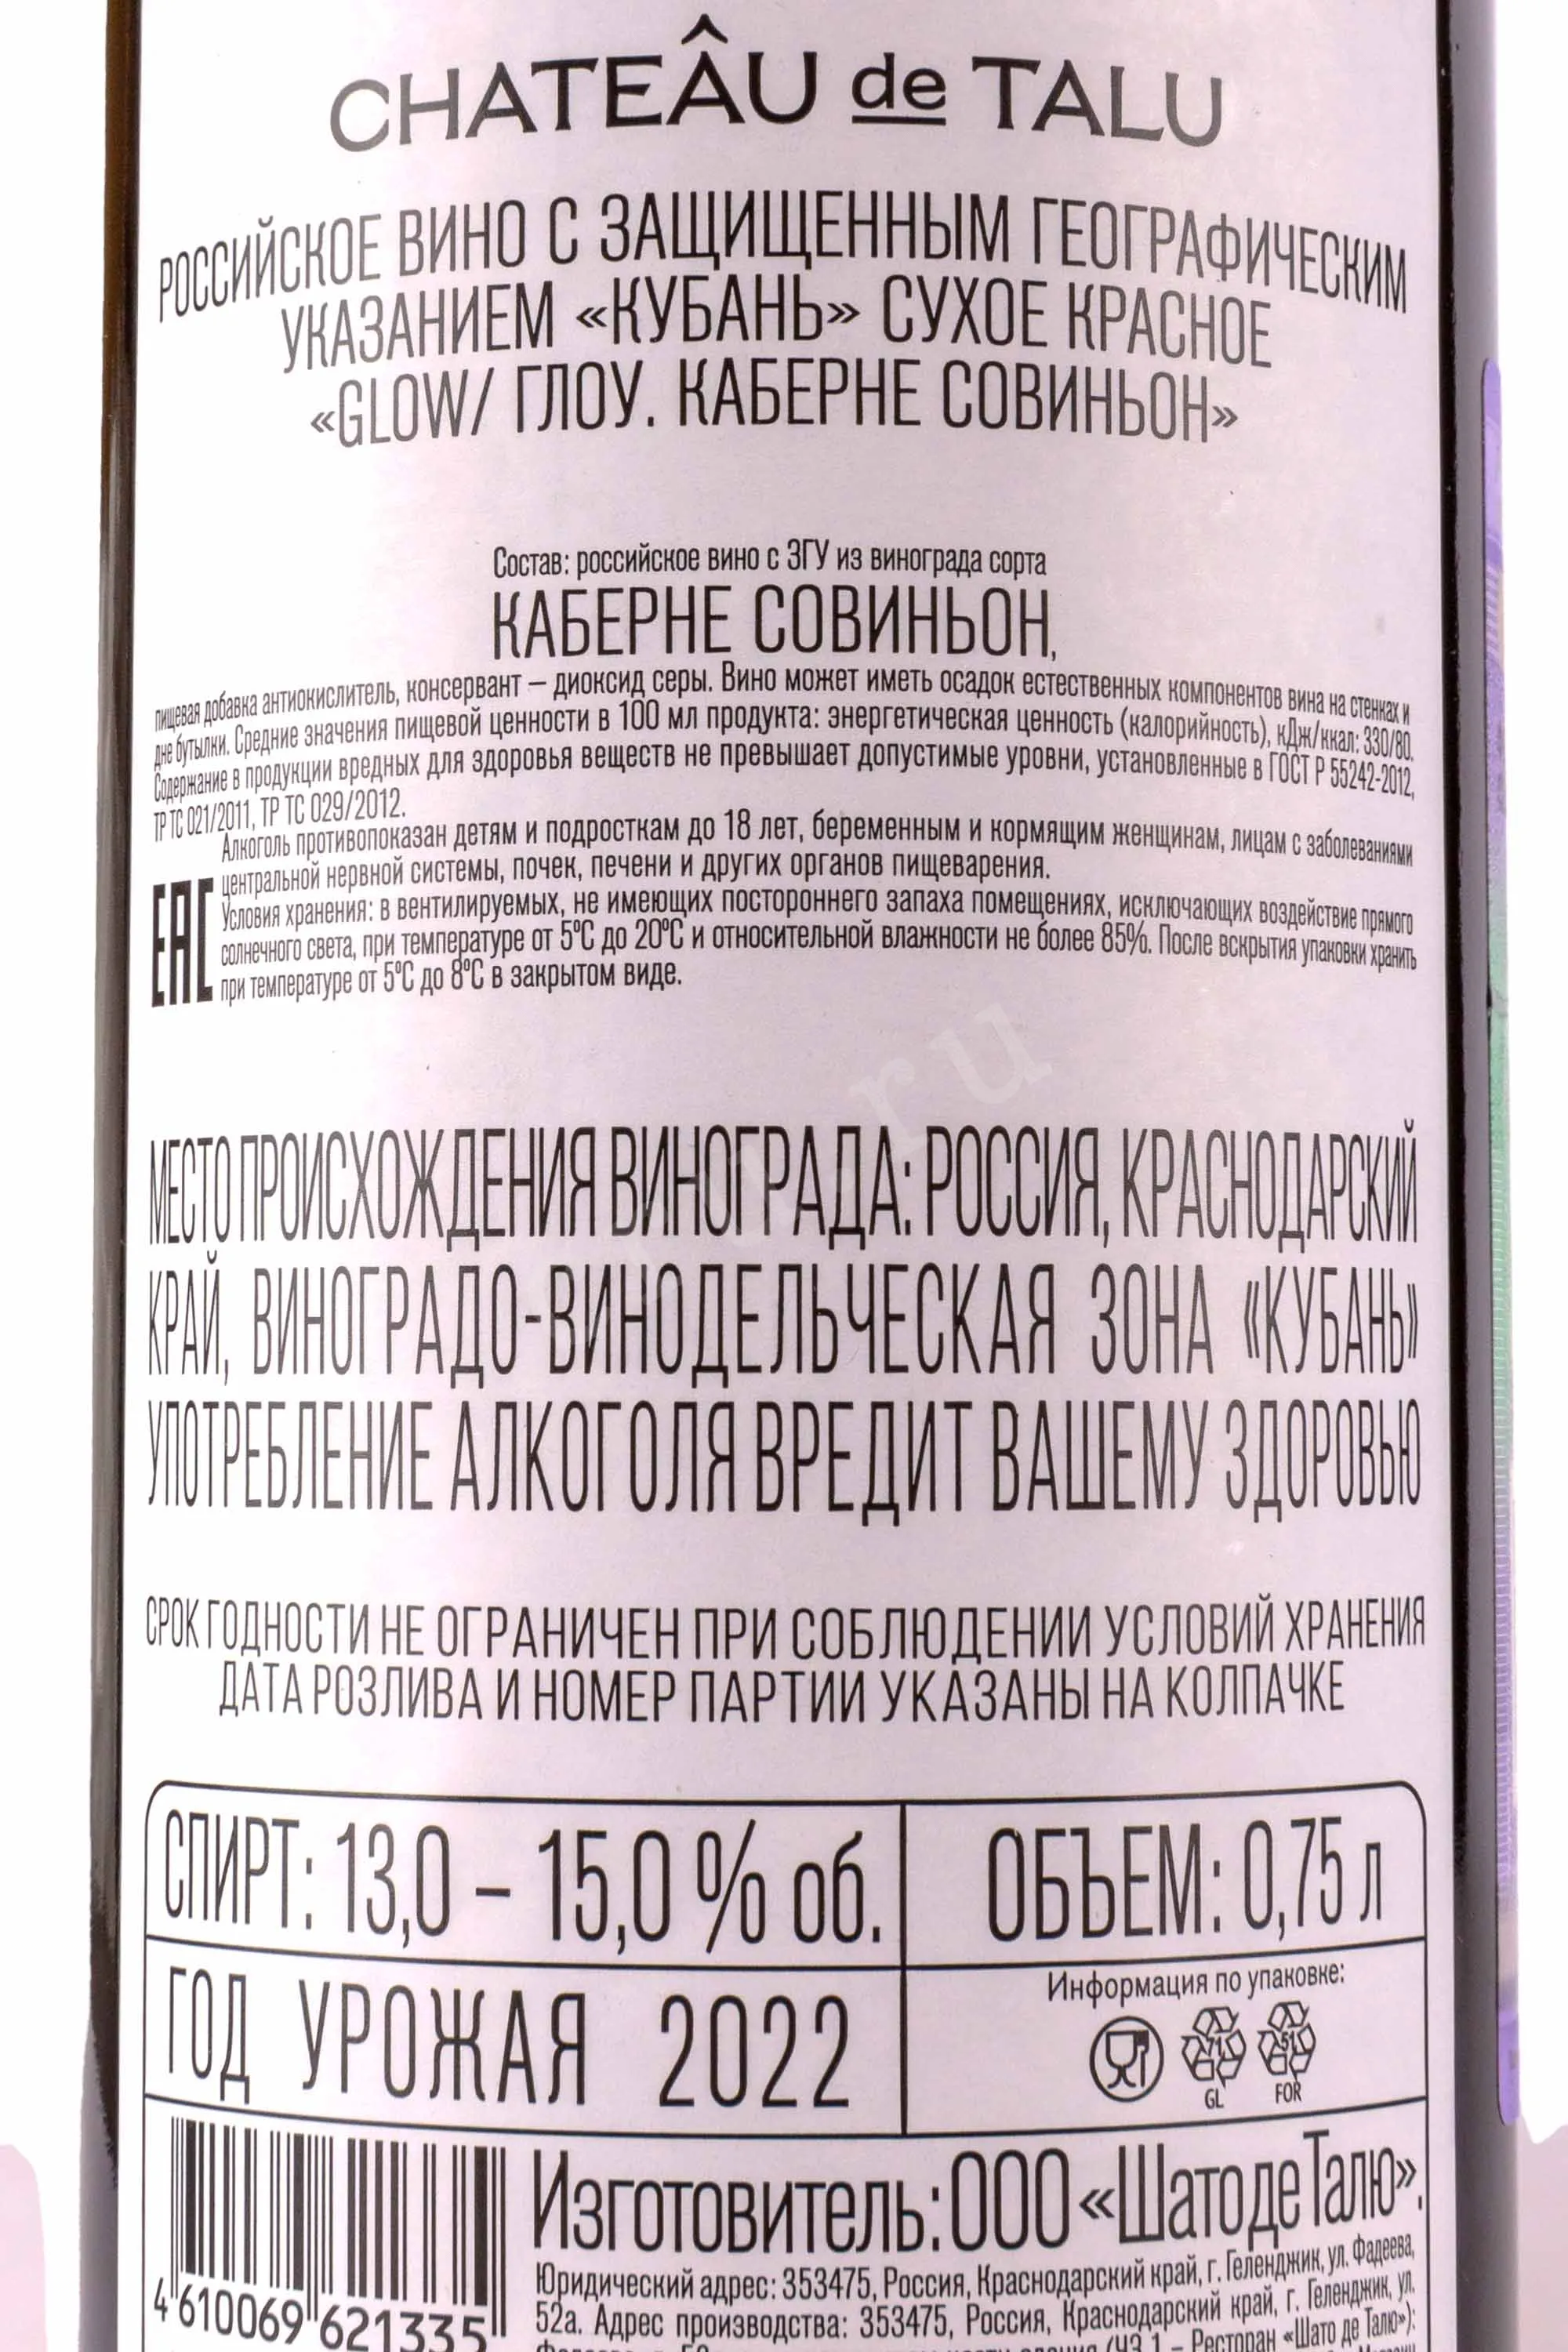 CHATEÂU de TALU
РОССИЙСКОЕ ВИНО С ЗАЩИЩЕННЫМ ГЕОГРАФИЧЕСКИМ
УКАЗАНИЕМ «КУБАНЬ» СУХОЕ КРАСНОЕ
«GLOW/ ГЛОУ. КАБЕРНЕ СОВИНЬОН»
Состав: российское вино с ЗГУ из винограда сорта
КАБЕРНЕ СОВИНЬОН,
пищевая добавка антиокислитель, консервант – диоксид серы. Вино может иметь осадок естественных компонентов вина на стенках и
дне бутылки. Средние значения пищевой ценности в 100 мл продукта: энергетическая ценность (калорийность), кДж/ккал: 330/80.
Содержание в продукции вредных для здоровья веществ не превышает допустимые уровни, установленные в ГОСТ Р 55242-2012,
ТР ТС 021/2011, ТР ТС 029/2012.
Алкоголь противопоказан детям и подросткам до 18 лет, беременным и кормящим женщинам, лицам с заболеваниями
центральной нервной системы, почек, печени и других органов пищеварения.
EAC
Условия хранения: в вентилируемых, не имеющих постороннего запаха помещениях, исключающих воздействие прямого
солнечного света, при температуре от 5°С до 20°С и относительной влажности не более 85%. После вскрытия упаковки хранить
при температуре от 5°С до 8°С в закрытом виде.
ru
МЕСТО ПРОИСХОЖДЕНИЯ ВИНОГРАДА: РОССИЯ, КРАСНОДАРСКИЙ
КРАЙ, ВИНОГРАДО-ВИНОДЕЛЬЧЕСКАЯ ЗОНА «КУБАНЬ»
УПОТРЕБЛЕНИЕ АЛКОГОЛЯ ВРЕДИТ ВАШЕМУ ЗДОРОВЬЮ
СРОК ГОДНОСТИ НЕ ОГРАНИЧЕН ПРИ СОБЛЮДЕНИИ УСЛОВИЙ ХРАНЕНИЯ
ДАТА РОЗЛИВА И НОМЕР ПАРТИИ УКАЗАНЫ НА КОЛПАЧКЕ
СПИРТ: 13,0 – 15,0 % об.
ОБЪЕМ: 0,75 л
ГОД УРОЖАЯ 2022
Информация по упаковке:
71 51
GL FOR
Изготовитель: ООО «Шато де Талю».
Юридический адрес: 353475, Россия, Краснодарский край, г. Геленджик, ул. Фадеева,
52а. Адрес производства: 353475, Россия, Краснодарский край, г. Геленджик, ул.
(ЧЗ 1 – Ресторан «Шато де Талю»);
4 610069 621335